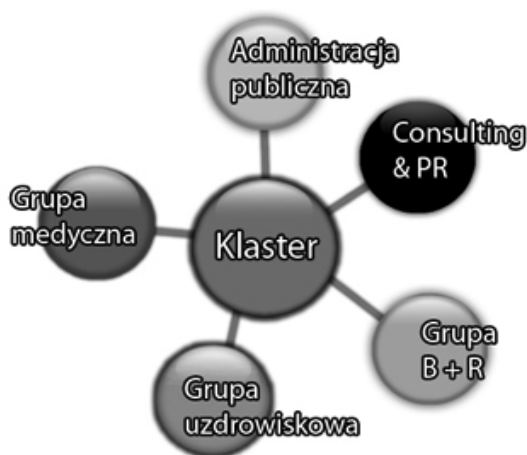 Administracja
publiczna
Consulting
& PR
Grupa
medyczna
Klaster
Grupa
B + R
Grupa
uzdrowiskowa